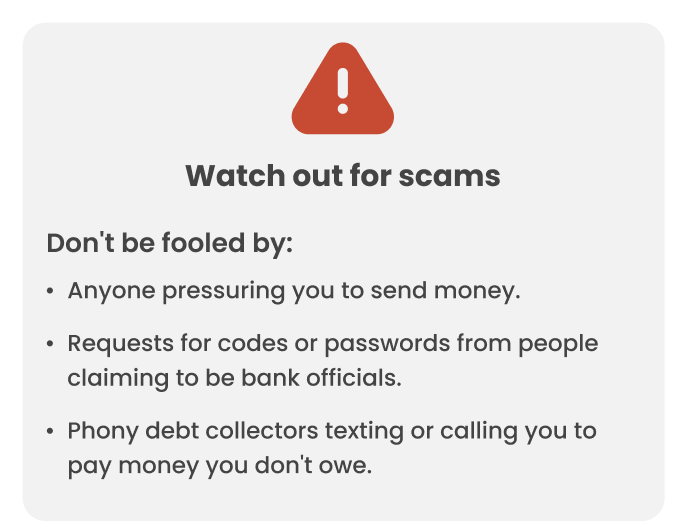 Watch out for scams
Don't be fooled by:
• Anyone pressuring you to send money.
• Requests for codes or passwords from people
claiming to be bank officials.
• Phony debt collectors texting or calling you to
pay money you don't owe.